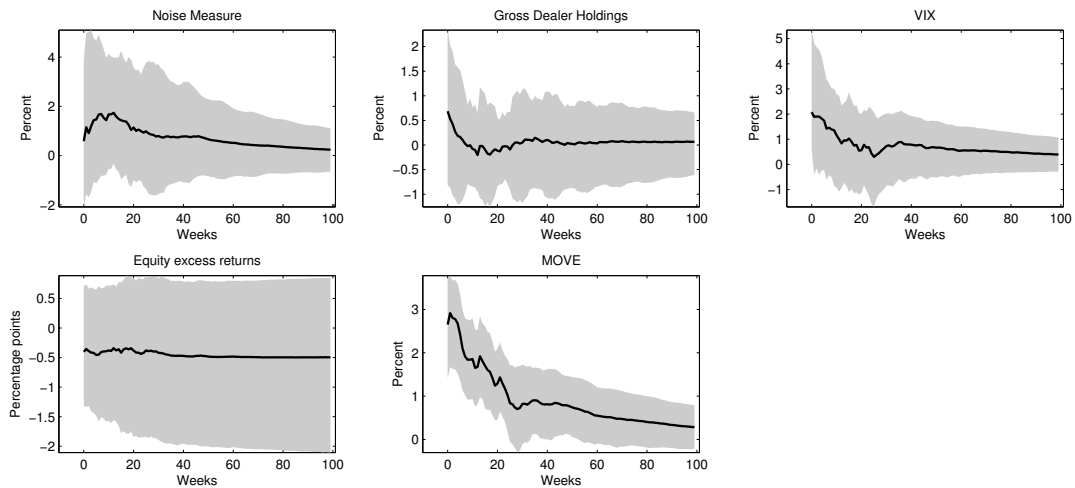 Noise Measure
Percent
4
2
0
−2
0 20 40 60 80 100
Weeks
Gross Dealer Holdings
Percent
2
1.5
1
0.5
0
−0.5
−1
0 20 40 60 80 100
Weeks
VIX
Percent
5
4
3
2
1
0
−1
0 20 40 60 80 100
Weeks
Equity excess returns
Percentage points
0.5
0
−0.5
−1
−1.5
−2
0 20 40 60 80 100
Weeks
MOVE
Percent
3
2
1
0
0 20 40 60 80 100
Weeks